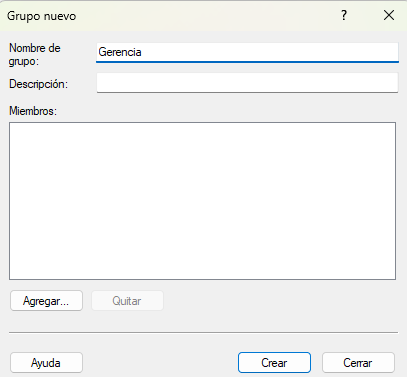 Grupo nuevo
?
Nombre de
grupo:
Gerencia
Descripción:
Miembros:
Agregar...
Quitar
Ayuda
Crear
Cerrar